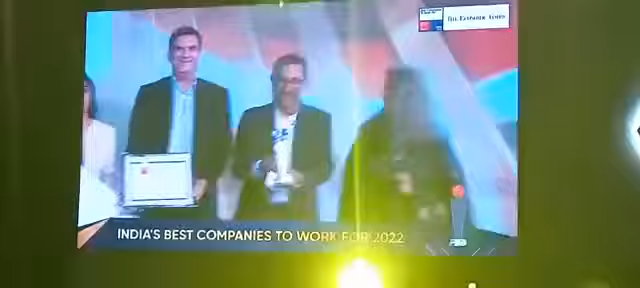 THE ECONOMIC TIMES
INDIA'S BEST COMPANIES TO WORK FOR 2022